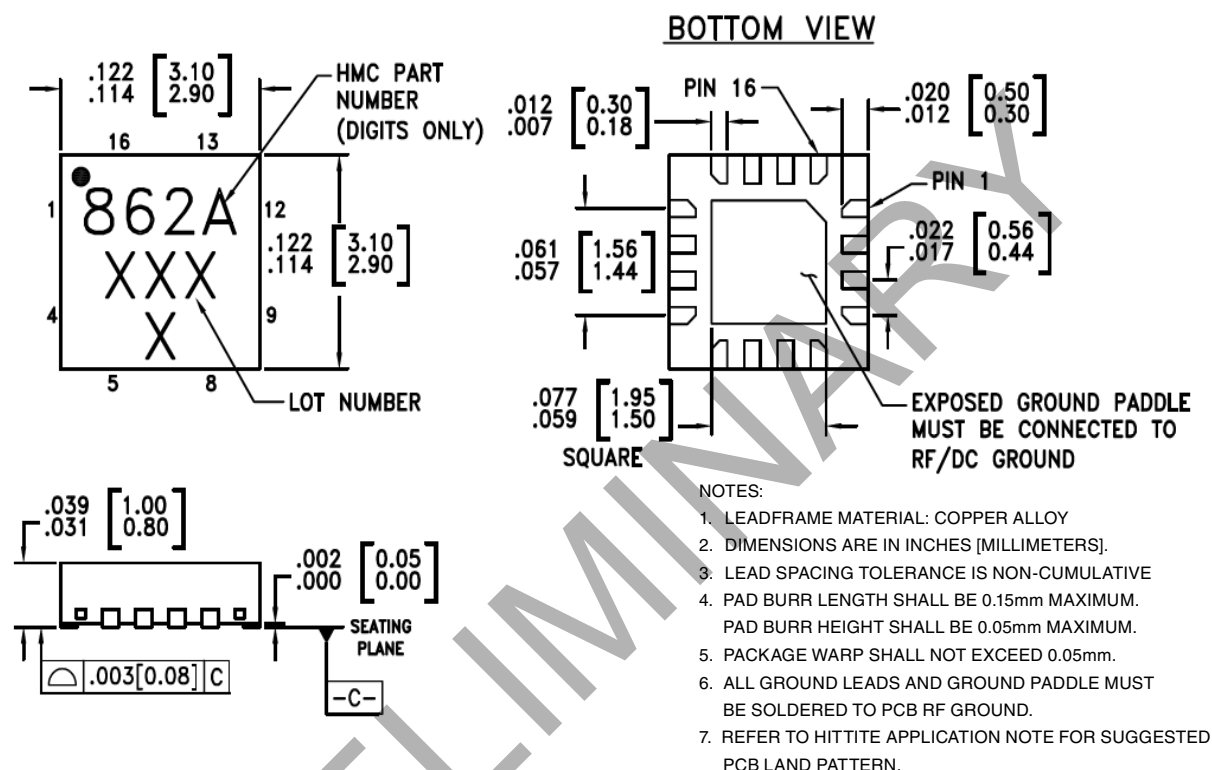 BOTTOM VIEW
.122 [3.10]
.114 [2.90]
HMC PART
NUMBER
(DIGITS ONLY)
16 13
1 12
4 9
5 8
862A
XXX
X
.122 [3.10]
.114 [2.90]
LOT NUMBER
.012 [0.30]
.007 [0.18]
PIN 16
.020 [0.50]
.012 [0.30]
PIN 1
.061 [1.56]
.057 [1.44]
.022 [0.56]
.017 [0.44]
.077 [1.95]
.059 [1.50]
SQUARE
EXPOSED GROUND PADDLE
MUST BE CONNECTED TO
RF/DC GROUND
.039 [1.00]
.031 [0.80]
.002 [0.05]
.000 [0.00]
SEATING
PLANE
.003[0.08] C
-C-
NOTES:
1. LEADFRAME MATERIAL: COPPER ALLOY
2. DIMENSIONS ARE IN INCHES [MILLIMETERS].
3. LEAD SPACING TOLERANCE IS NON-CUMULATIVE
4. PAD BURR LENGTH SHALL BE 0.15mm MAXIMUM.
PAD BURR HEIGHT SHALL BE 0.05mm MAXIMUM.
5. PACKAGE WARP SHALL NOT EXCEED 0.05mm.
6. ALL GROUND LEADS AND GROUND PADDLE MUST
BE SOLDERED TO PCB RF GROUND.
7. REFER TO HITTITE APPLICATION NOTE FOR SUGGESTED
PCB LAND PATTERN.
ELIMINARY